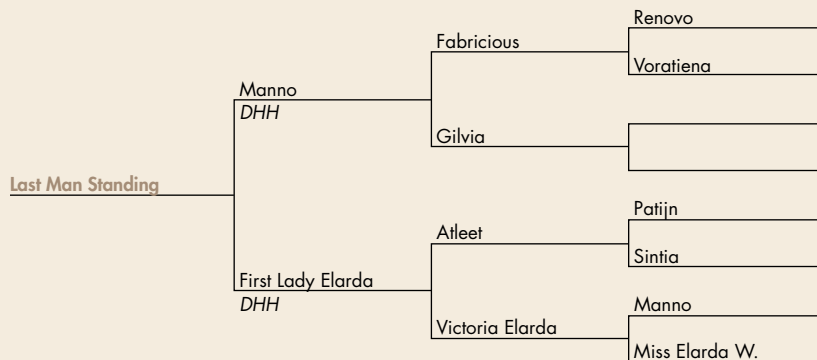 Renovo
Fabricious
Voratiena
Manno
DHH
Gilvia
Last Man Standing
Patijn
Atleet
Sintia
First Lady Elarda
DHH
Manno
Victoria Elarda
Miss Elarda W.